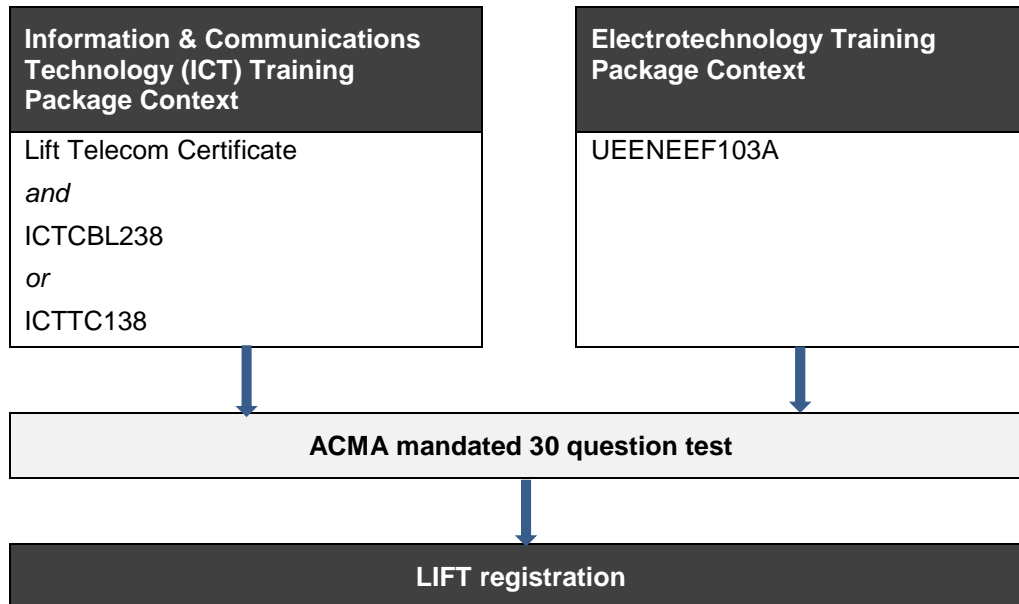 Information & Communications
Technology (ICT) Training
Package Context
Lift Telecom Certificate
and
ICTCBL238
or
ICTTC138
Electrotechnology Training
Package Context
UEENEEF103A
ACMA mandated 30 question test
LIFT registration